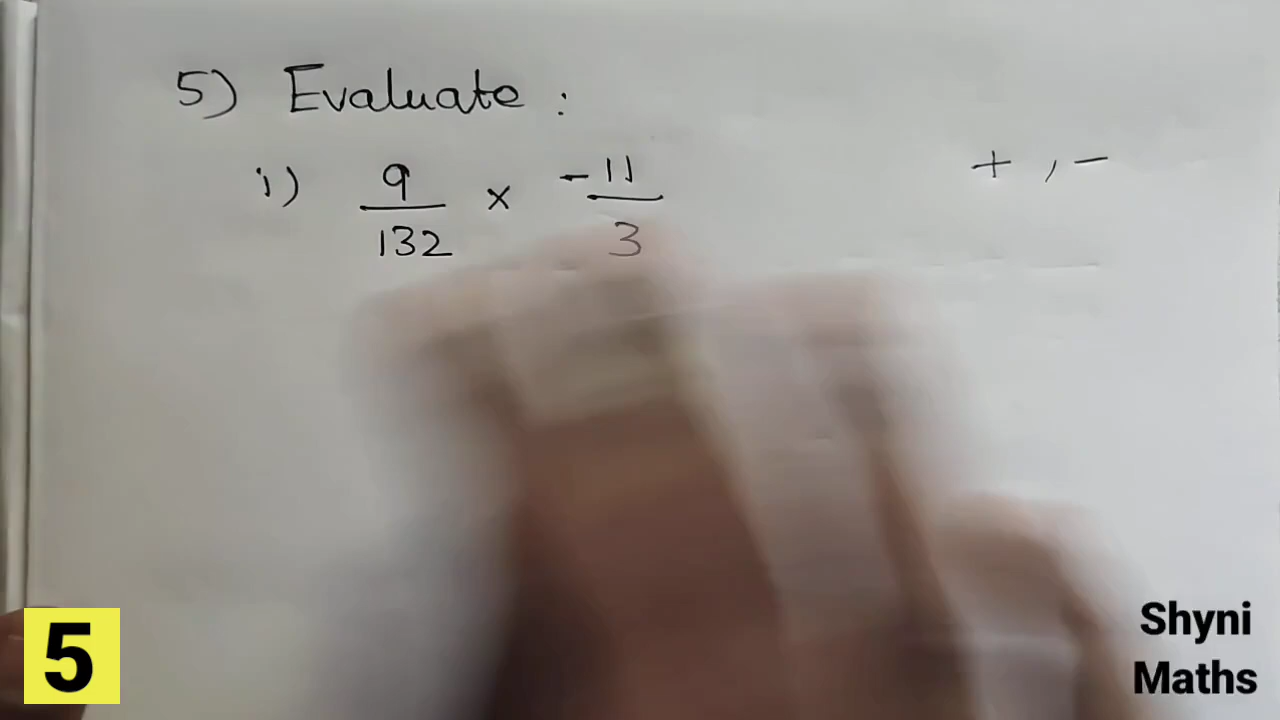 5) Evaluate :
i) 9/132 × -11/3
+ , -
5
Shyni
Maths